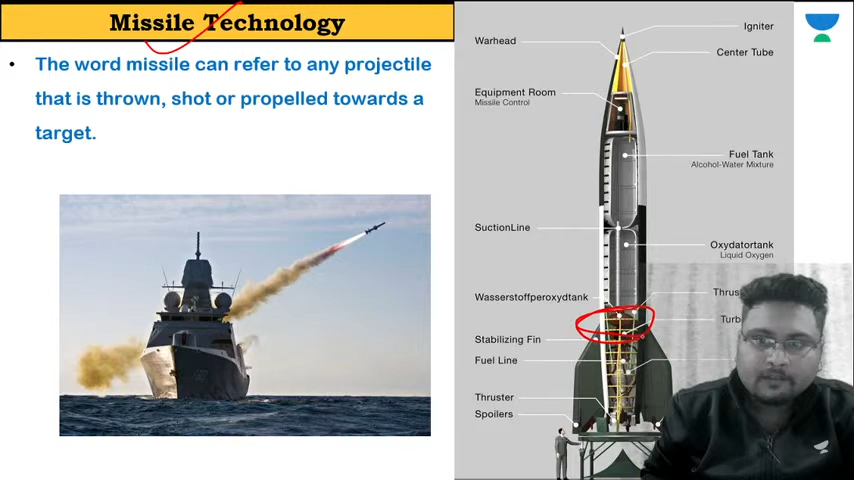 Missile Technology
• The word missile can refer to any projectile
that is thrown, shot or propelled towards a
target.
Igniter
Warhead
Center Tube
Equipment Room
Missile Control
Fuel Tank
Alcohol-Water Mixture
SuctionLine
Oxydatortank
Liquid Oxygen
Wasserstoffperoxydtank
Thrus
Turb
Stabilizing Fin
Fuel Line
Thruster
Spoilers